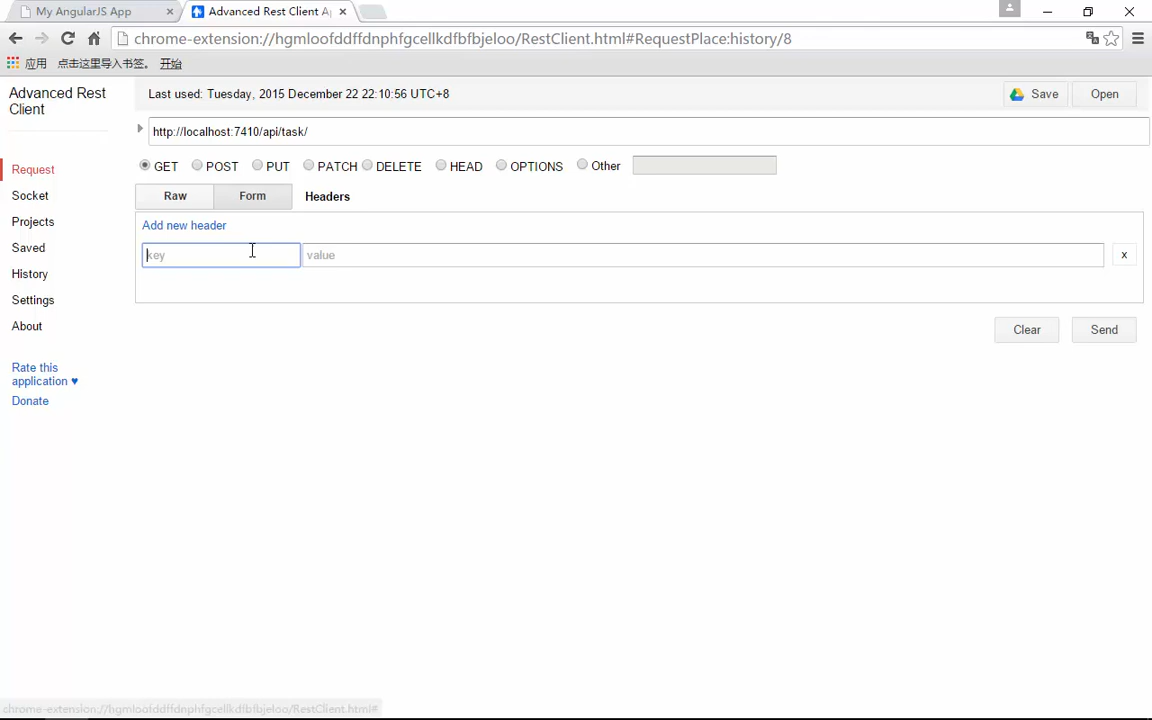 My AngularJS App
Advanced Rest Client Ap
chrome-extension://hgmloofddffdnphfgcellkdfbfbjeloo/RestClient.html#RequestPlace:history/8
应用 点击这里导入书签。 开始
Advanced Rest
Client
Last used: Tuesday, 2015 December 22 22:10:56 UTC+8
Save
Open
http://localhost:7410/api/task/
GET POST PUT PATCH DELETE HEAD OPTIONS Other
Raw Form Headers
Add new header
key value x
Clear Send
Request
Socket
Projects
Saved
History
Settings
About
Rate this
application ♥
Donate
chrome-extension://hgmloofddffdnphfgcellkdfbfbjeloo/RestClient.html#